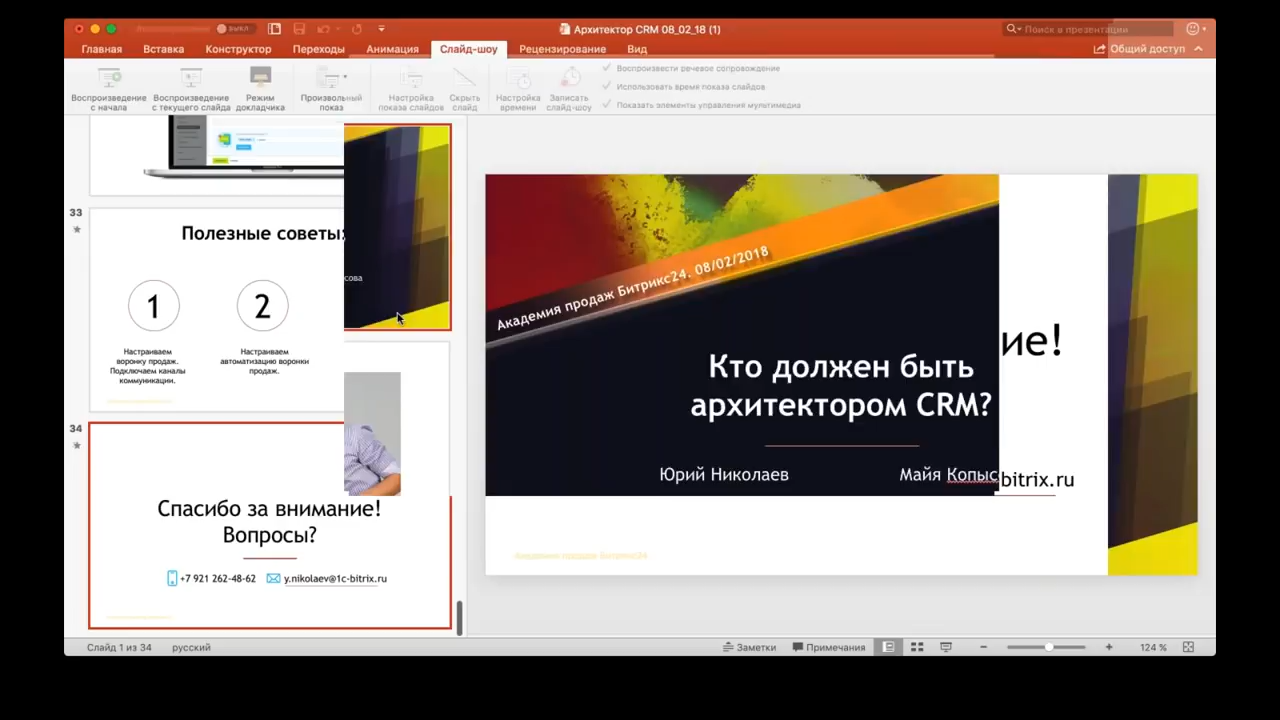 ВЫКЛ
Архитектор CRM 08_02_18 (1)
Поиск в презентации
Главная Вставка Конструктор Переходы Анимация Слайд-шоу Рецензирование Вид
Общий доступ
Воспроизведение с начала
Воспроизведение с текущего слайда
Режим докладчика
Произвольный показ
Настройка показа слайдов
Скрыть слайд
Настройка времени
Записать слайд-шоу
Воспроизвести речевое сопровождение
Использовать время показа слайдов
Показать элементы управления мультимедиа
33
Полезные советы:
1
2
Настраиваем
воронку продаж.
Подключаем каналы
коммуникации.
Настраиваем
автоматизацию воронки
продаж.
сова
34
Спасибо за внимание!
Вопросы?
+7 921 262-48-62
y.nikolaev@1c-bitrix.ru
Академия продаж Битрикс24. 08/02/2018
Кто должен быть
архитектором CRM?
ие!
Юрий Николаев
Майя Копыс
bitrix.ru
Академия продаж Битрикс24
Слайд 1 из 34
русский
Заметки
Примечания
124 %